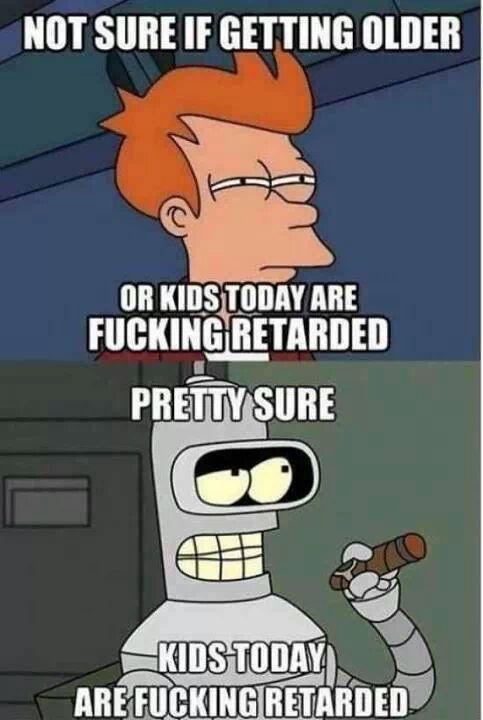 NOT SURE IF GETTING OLDER
OR KIDS TODAY ARE
FUCKING RETARDED
PRETTY SURE
KIDS TODAY
ARE FUCKING RETARDED